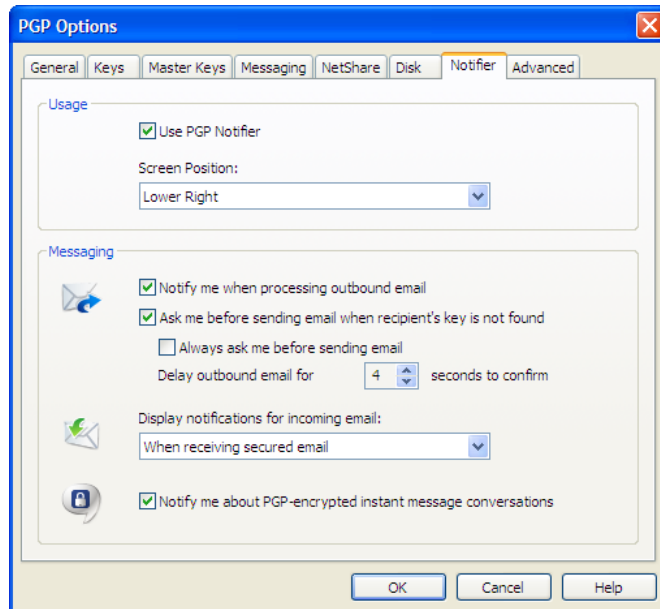 PGP Options
General Keys Master Keys Messaging NetShare Disk Notifier Advanced
Usage
Use PGP Notifier
Screen Position:
Lower Right
Messaging
Notify me when processing outbound email
Ask me before sending email when recipient's key is not found
Always ask me before sending email
Delay outbound email for 4 seconds to confirm
Display notifications for incoming email:
When receiving secured email
Notify me about PGP-encrypted instant message conversations
OK Cancel Help